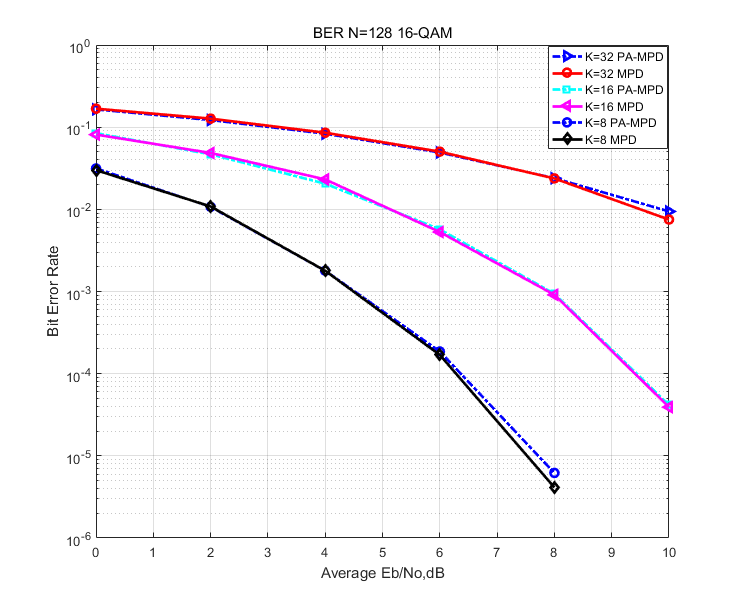 BER N=128 16-QAM
K=32 PA-MPD
K=32 MPD
K=16 PA-MPD
K=16 MPD
K=8 PA-MPD
K=8 MPD
10^0
10^-1
10^-2
10^-3
10^-4
10^-5
10^-6
Bit Error Rate
0 1 2 3 4 5 6 7 8 9 10
Average Eb/No,dB